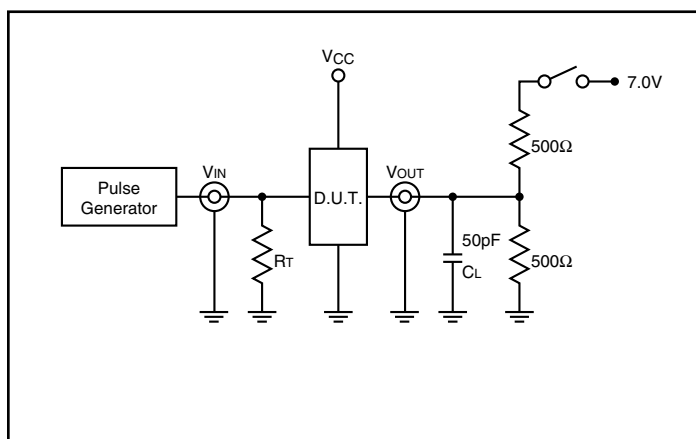 VCC
7.0V
500Ω
Pulse
Generator
VIN
D.U.T.
VOUT
RT
50pF
CL
500Ω